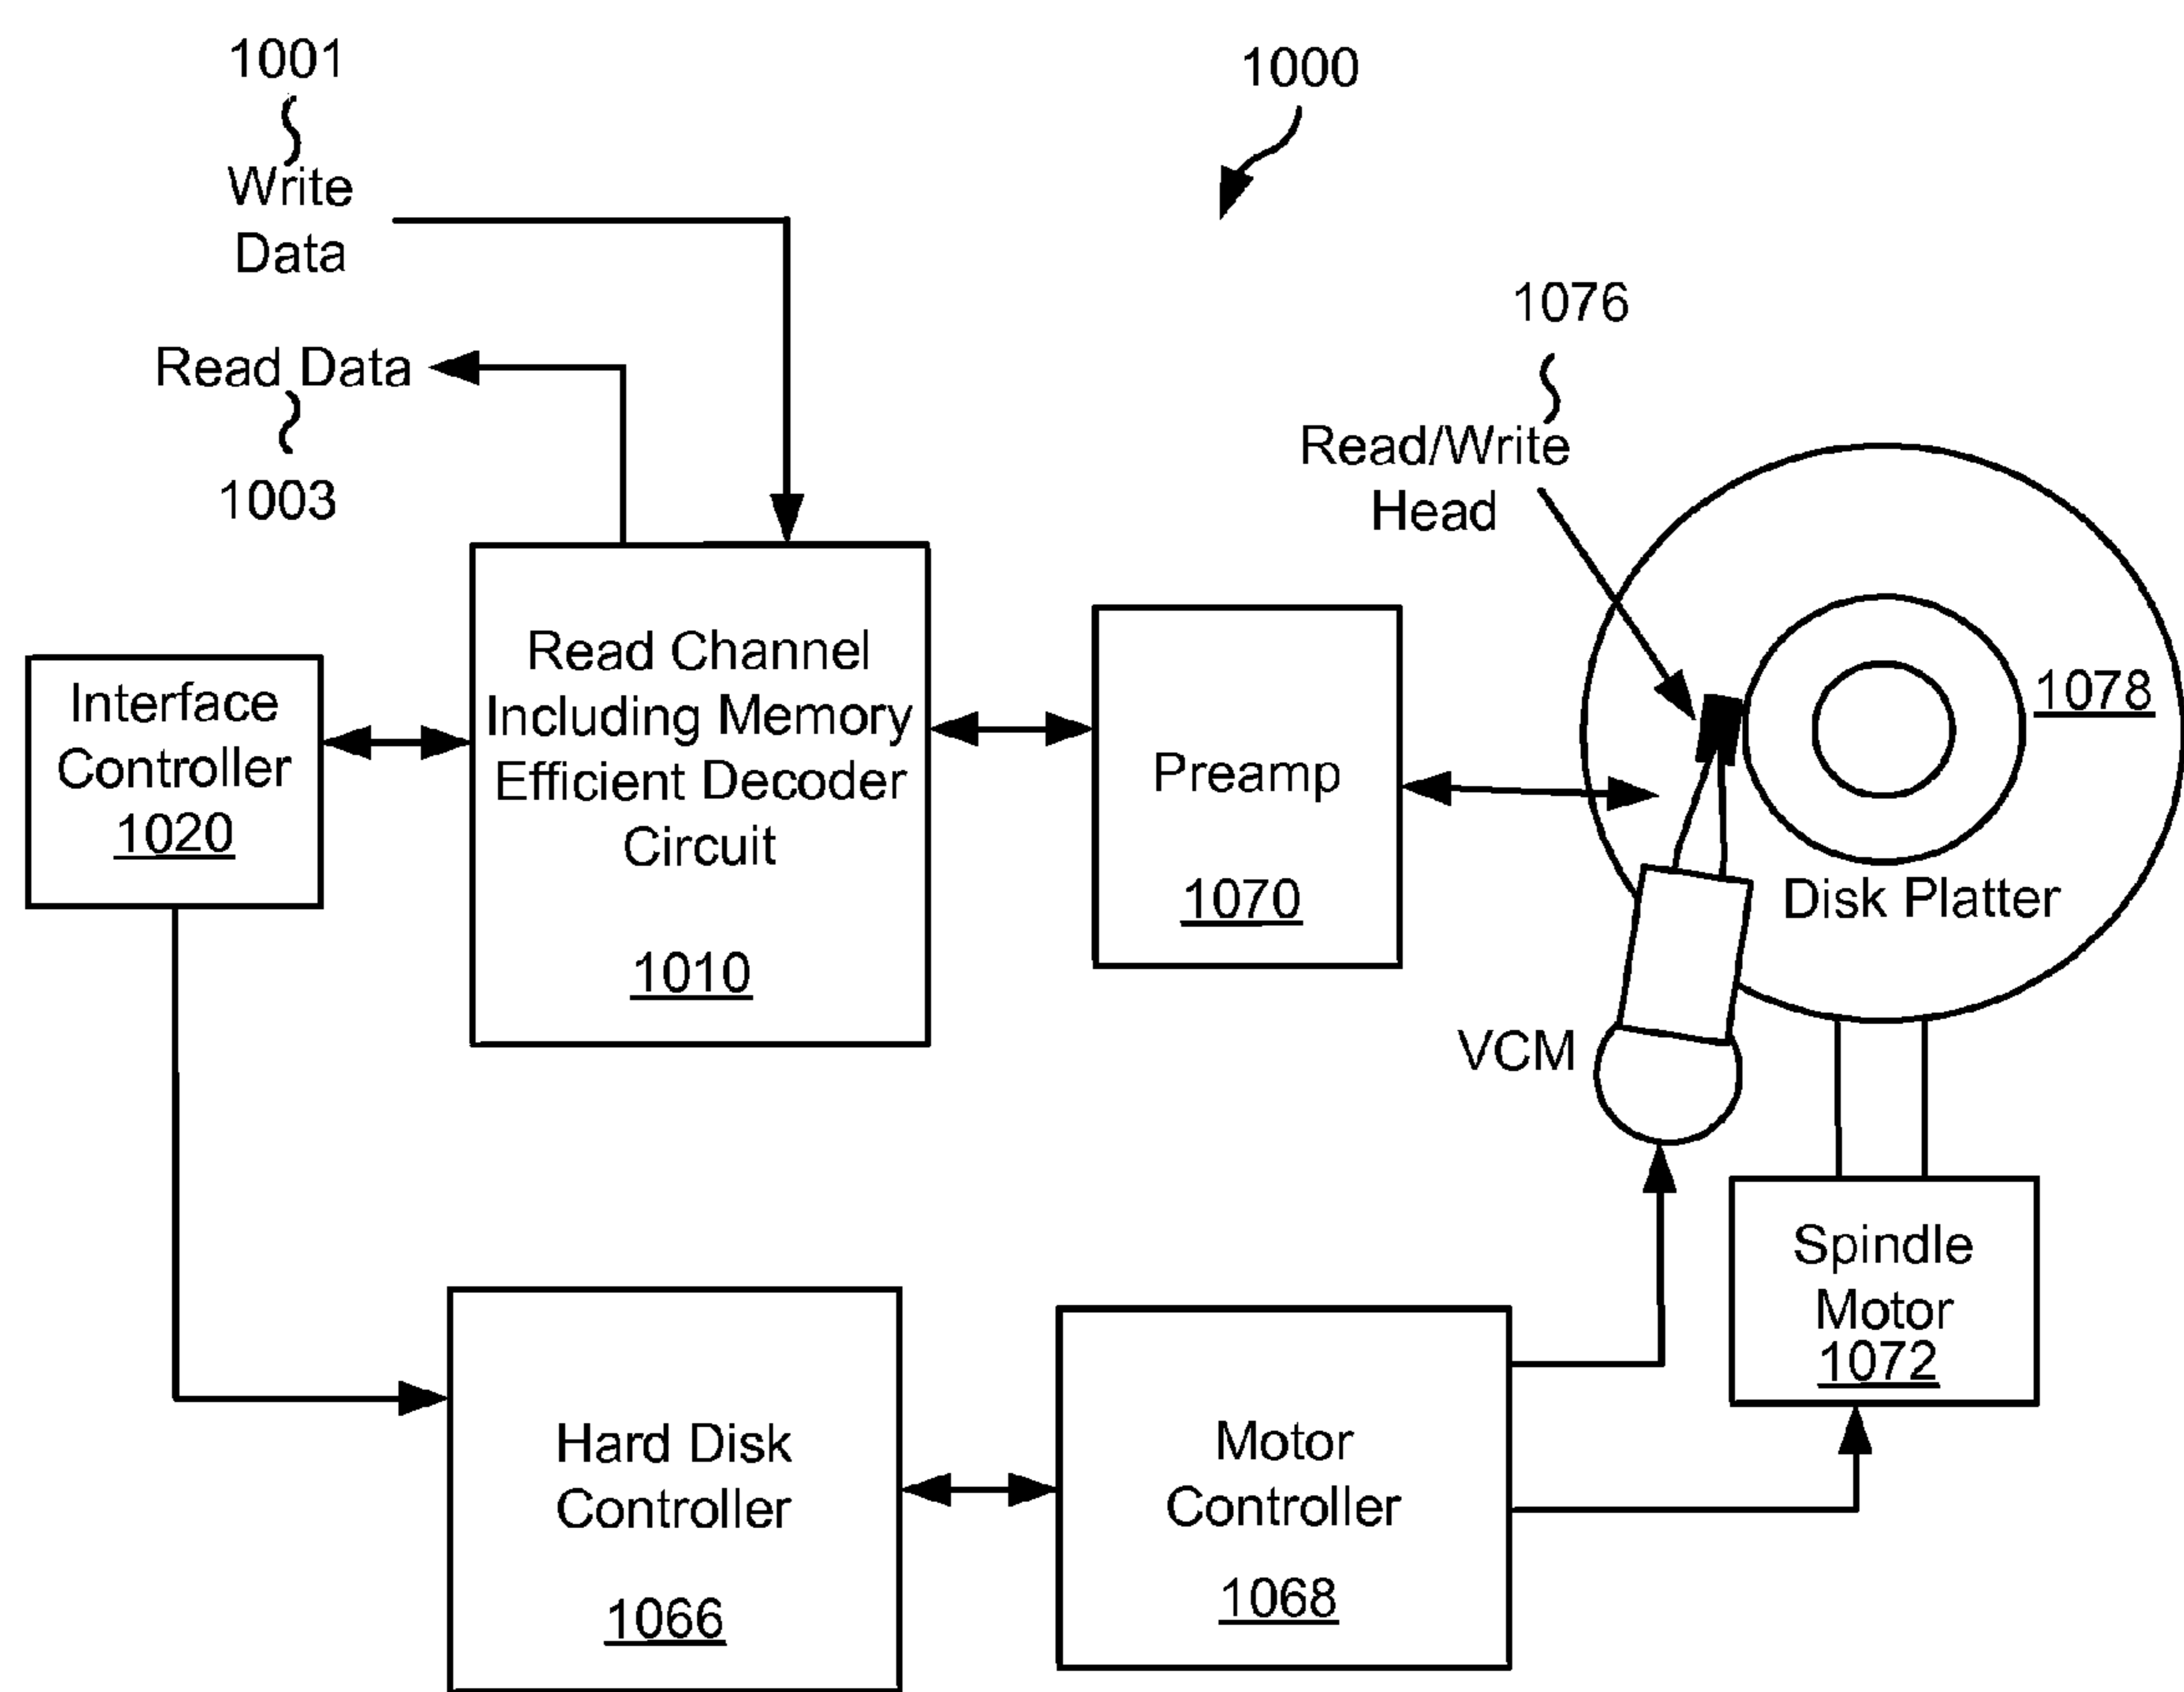 1001
Write
Data
1000
Read Data
1003
1076
Read/Write
Head
Interface
Controller
1020
Read Channel
Including Memory
Efficient Decoder
Circuit
1010
Preamp
1070
1078
Disk Platter
VCM
Spindle
Motor
1072
Hard Disk
Controller
1066
Motor
Controller
1068